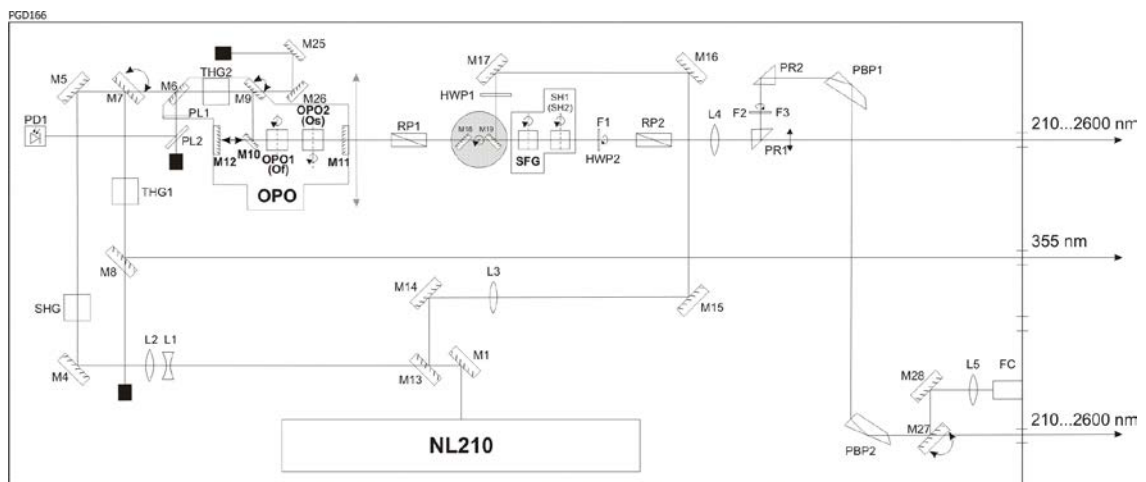 PGD166
M25
M17
M16
M5
M6
THG2
PR2
PBP1
M7
M9
M26
HWP1
PD1
PL1
OPO2
(Os)
SH1
(SH2)
F2
F3
PL2
RP1
M18
M19
F1
RP2
L4
210...2600 nm
M12
M10
OPO1
(Of)
M11
SFG
HWP2
PR1
OPO
THG1
355 nm
M8
L3
M14
M15
SHG
L2
L1
M1
M4
M13
M28
L5
FC
M27
210...2600 nm
PBP2
NL210